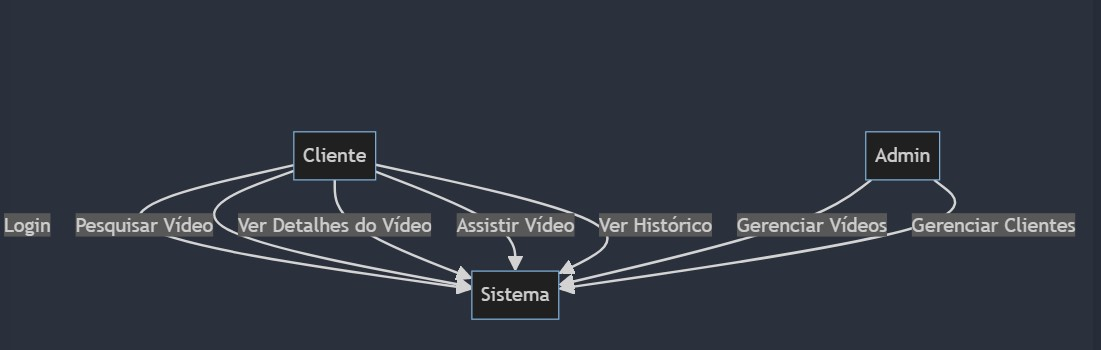 Cliente
Admin
Login
Pesquisar Vídeo
Ver Detalhes do Vídeo
Assistir Vídeo
Ver Histórico
Gerenciar Vídeos
Gerenciar Clientes
Sistema